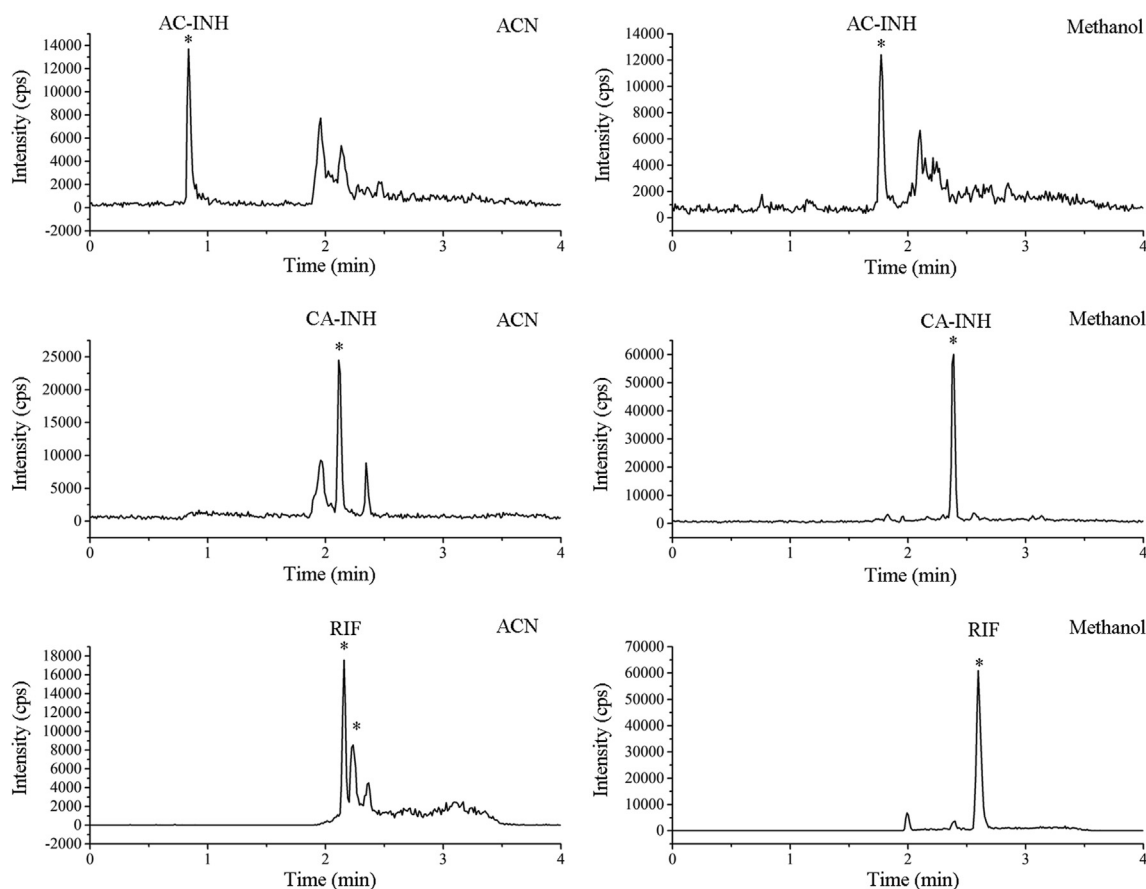 AC-INH
*
ACN
Intensity (cps)
14000
12000
10000
8000
6000
4000
2000
0
-2000
0 1 2 3 4
Time (min)
AC-INH
*
Methanol
Intensity (cps)
14000
12000
10000
8000
6000
4000
2000
0
0 1 2 3 4
Time (min)
CA-INH
*
ACN
Intensity (cps)
25000
20000
15000
10000
5000
0
0 1 2 3 4
Time (min)
CA-INH
*
Methanol
Intensity (cps)
60000
50000
40000
30000
20000
10000
0
0 1 2 3 4
Time (min)
RIF
*
*
ACN
Intensity (cps)
18000
16000
14000
12000
10000
8000
6000
4000
2000
0
-2000
0 1 2 3 4
Time (min)
RIF
*
Methanol
Intensity (cps)
70000
60000
50000
40000
30000
20000
10000
0
0 1 2 3 4
Time (min)